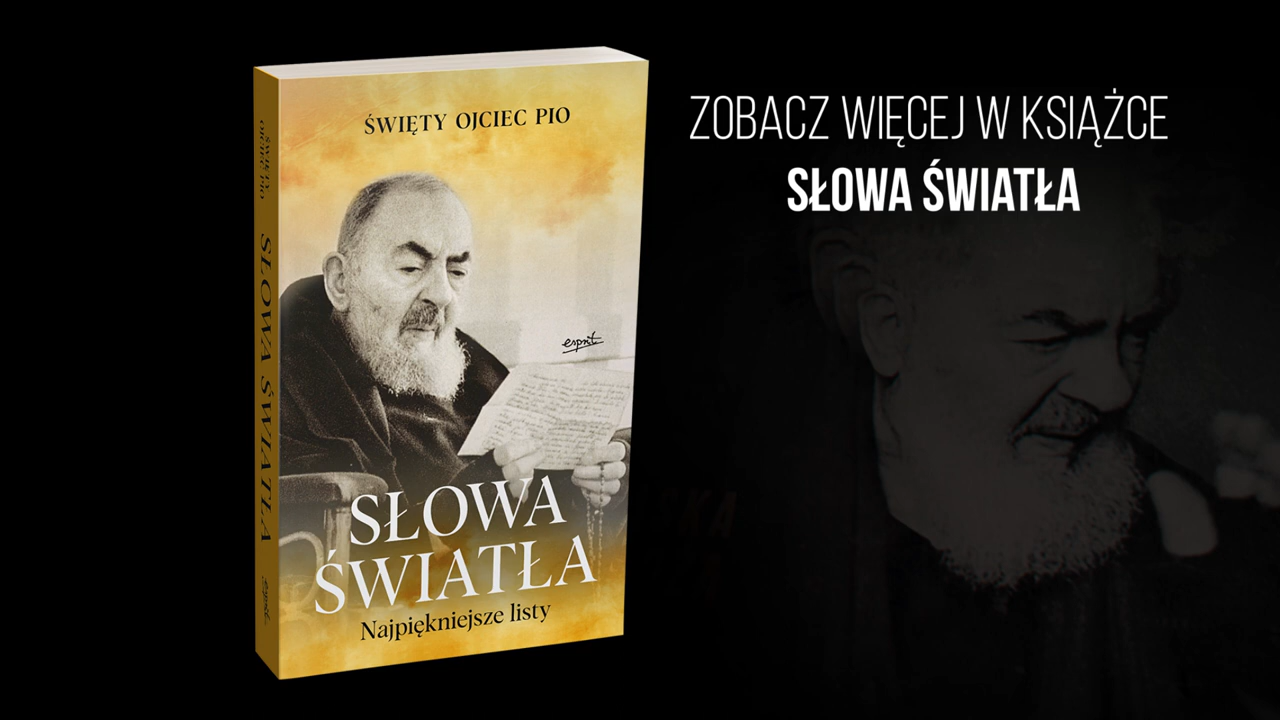 ŚWIĘTY OJCIEC PIO
esprit
SŁOWA
ŚWIATŁA
Najpiękniejsze listy
ŚWIĘTY
OJCIEC PIO
SŁOWA ŚWIATŁA
ZOBACZ WIĘCEJ W KSIĄŻCE
SŁOWA ŚWIATŁA